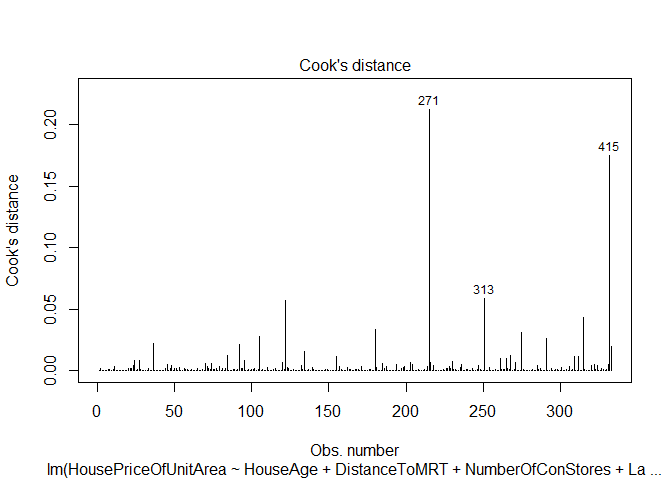 Cook's distance
271
415
313
Cook's distance
0.20
0.15
0.10
0.05
0.00
0 50 100 150 200 250 300
Obs. number
lm(HousePriceOfUnitArea ~ HouseAge + DistanceToMRT + NumberOfConStores + La ...